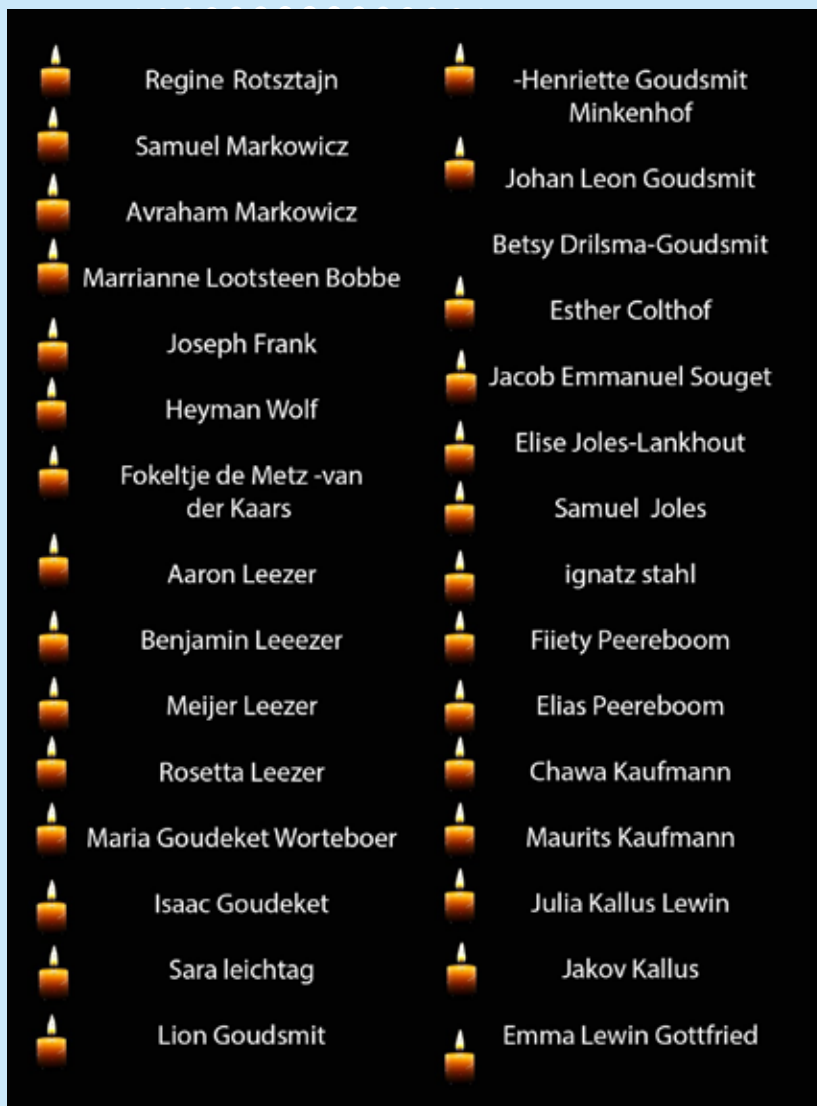 Regine Rotsztajn
Samuel Markowicz
Avraham Markowicz
Marrianne Lootsteen Bobbe
Joseph Frank
Heyman Wolf
Fokeltje de Metz -van
der Kaars
Aaron Leezer
Benjamin Leeezer
Meijer Leezer
Rosetta Leezer
Maria Goudeket Worteboer
Isaac Goudeket
Sara leichtag
Lion Goudsmit
-Henriette Goudsmit
Minkenhof
Johan Leon Goudsmit
Betsy Drilsma-Goudsmit
Esther Colthof
Jacob Emmanuel Souget
Elise Joles-Lankhout
Samuel Joles
ignatz stahl
Fiiety Peereboom
Elias Peereboom
Chawa Kaufmann
Maurits Kaufmann
Julia Kallus Lewin
Jakov Kallus
Emma Lewin Gottfried